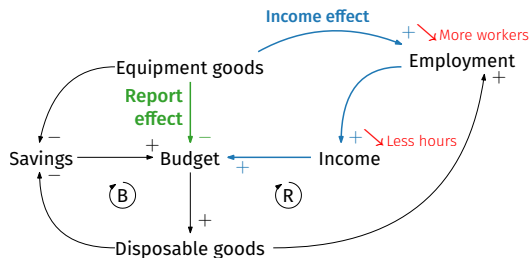 Income effect
+ More workers
Equipment goods
Employment
+
Report
effect
− + − + Less hours
Savings
Budget
Income
− +
B
R
+ +
Disposable goods